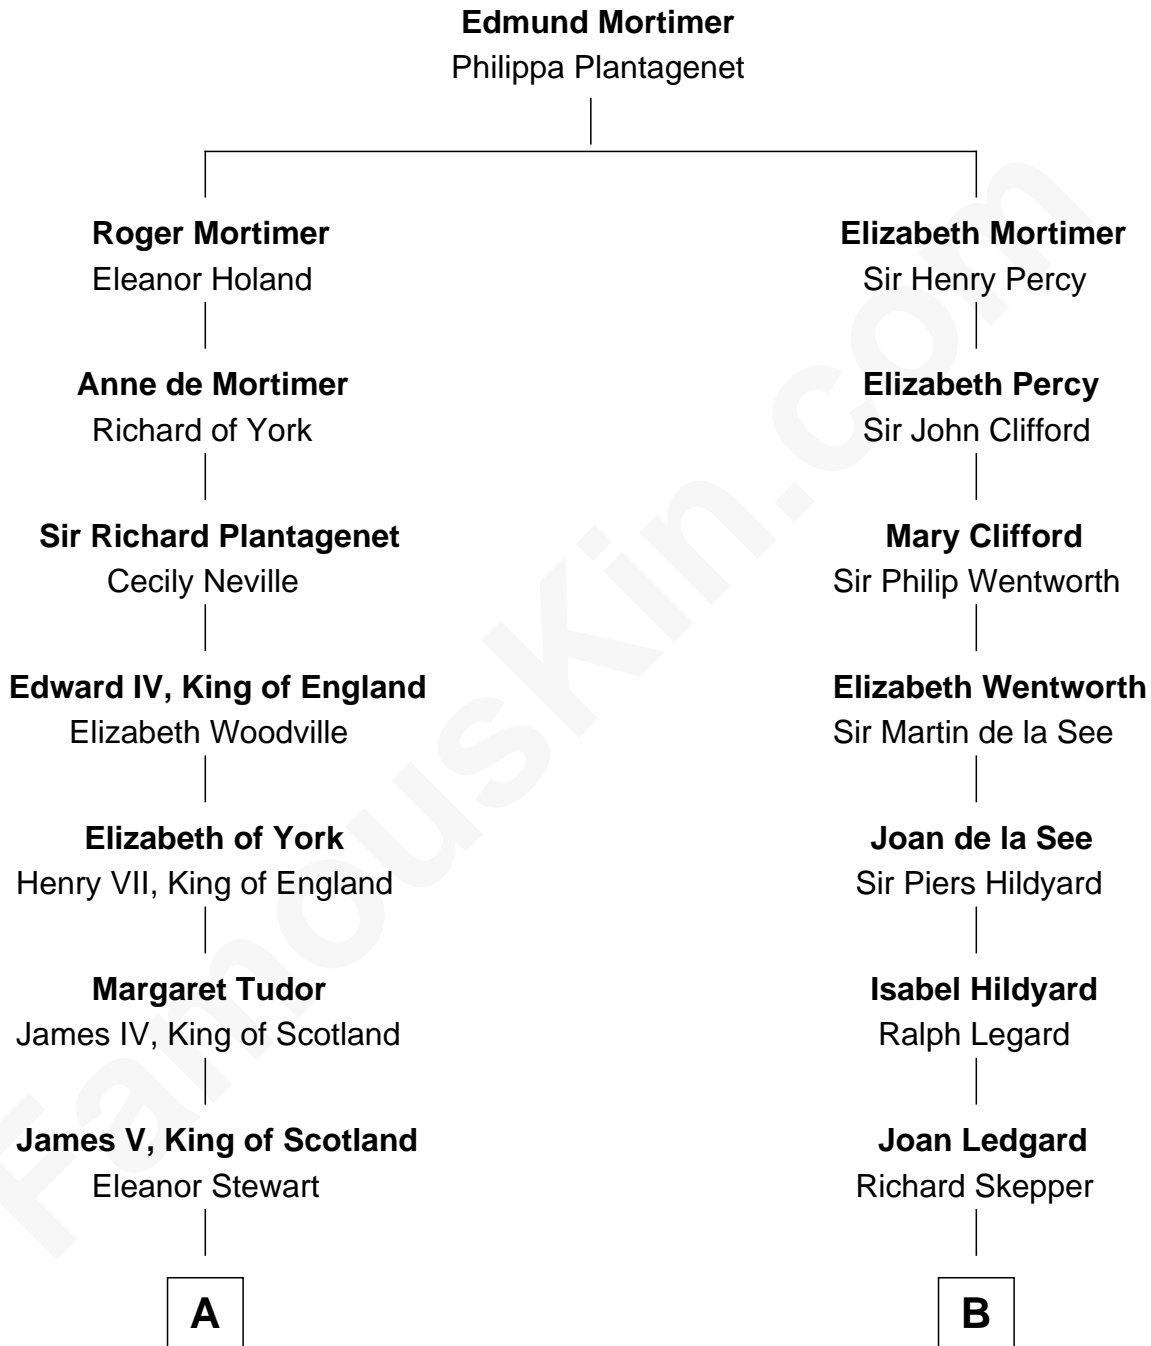 Edmund Mortimer
Philippa Plantagenet
Roger Mortimer
Eleanor Holand
Anne de Mortimer
Richard of York
Sir Richard Plantagenet
Cecily Neville
Edward IV, King of England
Elizabeth Woodville
Elizabeth of York
Henry VII, King of England
Margaret Tudor
James IV, King of Scotland
James V, King of Scotland
Eleanor Stewart
A
Elizabeth Mortimer
Sir Henry Percy
Elizabeth Percy
Sir John Clifford
Mary Clifford
Sir Philip Wentworth
Elizabeth Wentworth
Sir Martin de la See
Joan de la See
Sir Piers Hildyard
Isabel Hildyard
Ralph Legard
Joan Ledgard
Richard Skepper
B
FamousKin.com